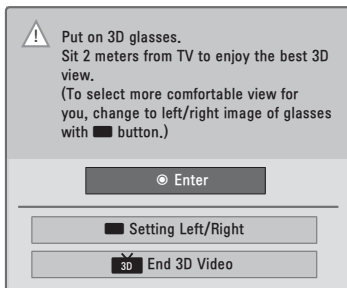 Put on 3D glasses.
Sit 2 meters from TV to enjoy the best 3D
view.
(To select more comfortable view for
you, change to left/right image of glasses
with button.)
Enter
Setting Left/Right
3D End 3D Video